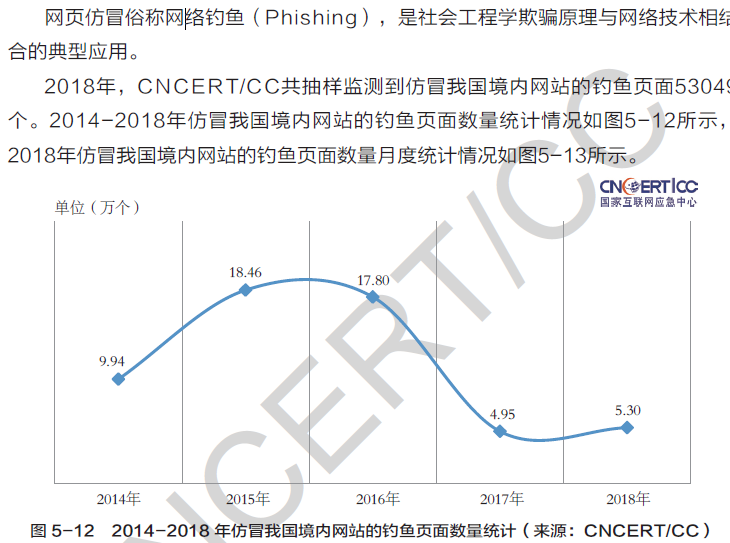 网页仿冒俗称网络钓鱼（Phishing），是社会工程学欺骗原理与网络技术相结
合的典型应用。
2018年，CNCERT/CC共抽样监测到仿冒我国境内网站的钓鱼页面53049
个。2014-2018年仿冒我国境内网站的钓鱼页面数量统计情况如图5-12所示，
2018年仿冒我国境内网站的钓鱼页面数量月度统计情况如图5-13所示。
CNCERT/CC
国家互联网应急中心
单位（万个）
18.46
17.80
9.94
4.95
5.30
2014年 2015年 2016年 2017年 2018年
图 5-12 2014-2018 年仿冒我国境内网站的钓鱼页面数量统计（来源：CNCERT/CC）
NCERT/CC